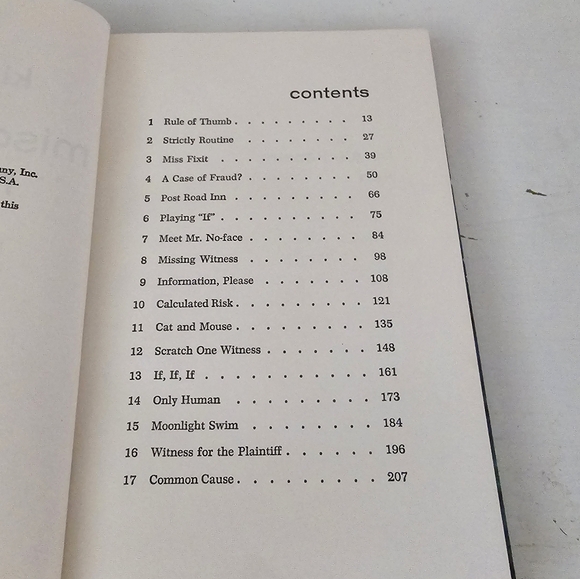 ny, Inc.
S.A.
this
contents
1 Rule of Thumb . . . . . . . . 13
2 Strictly Routine . . . . . . . . 27
3 Miss Fixit . . . . . . . . 39
4 A Case of Fraud? . . . . . . . 50
5 Post Road Inn . . . . . . . . 66
6 Playing "If" . . . . . . . . . 75
7 Meet Mr. No-face . . . . . . . 84
8 Missing Witness . . . . . . . 98
9 Information, Please . . . . . . . 108
10 Calculated Risk . . . . . . . . 121
11 Cat and Mouse . . . . . . . . 135
12 Scratch One Witness . . . . . . . 148
13 If, If, If . . . . . . . . . 161
14 Only Human . . . . . . . . 173
15 Moonlight Swim . . . . . . . 184
16 Witness for the Plaintiff . . . . . . 196
17 Common Cause . . . . . . . . 207